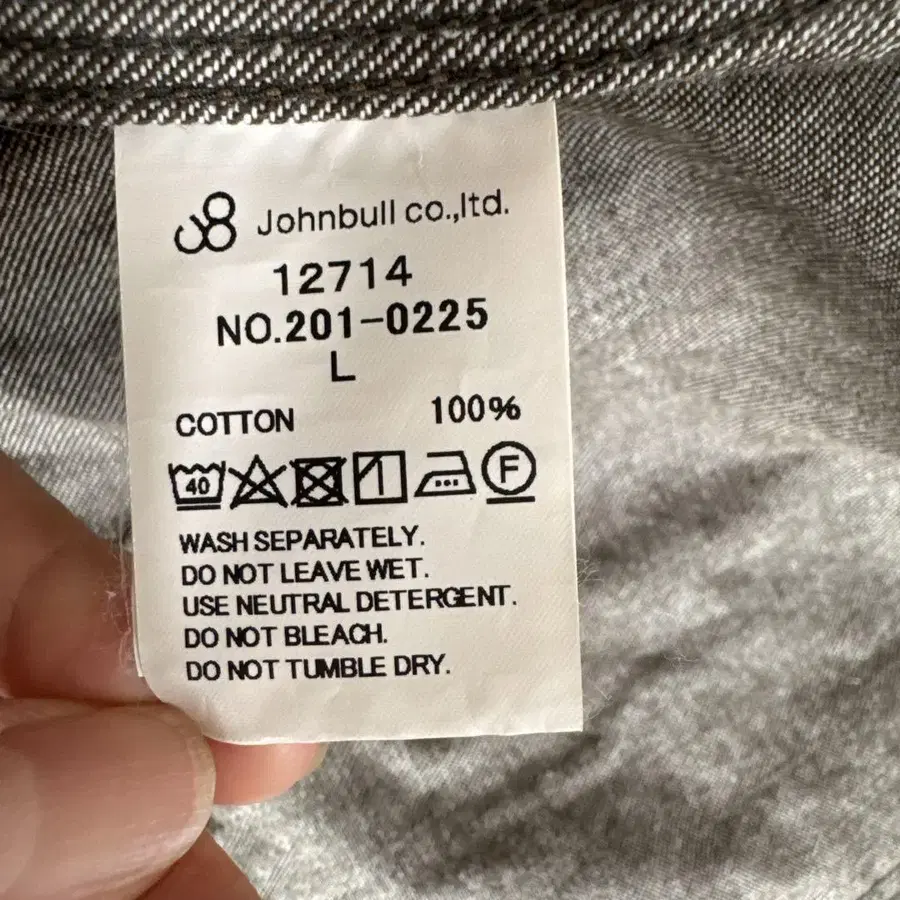 Johnbull co.,ltd.
12714
NO.201-0225
L
COTTON 100%
40 F
WASH SEPARATELY.
DO NOT LEAVE WET.
USE NEUTRAL DETERGENT.
DO NOT BLEACH.
DO NOT TUMBLE DRY.